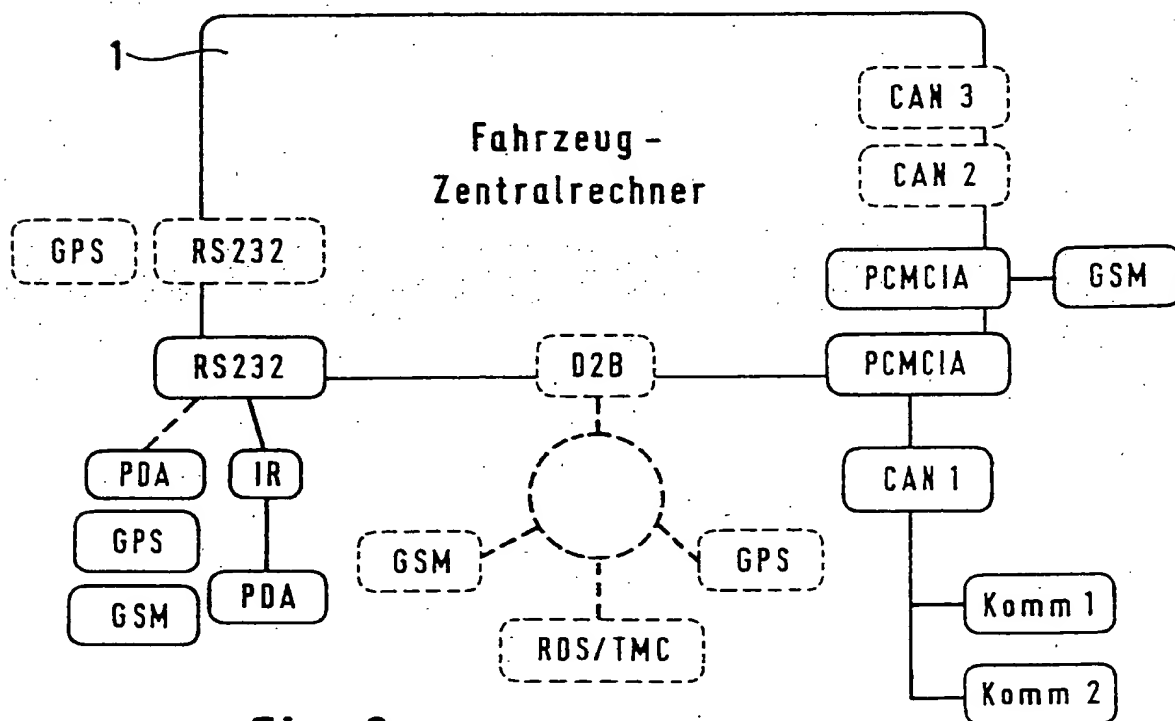 1
CAN 3
Fahrzeug -
Zentralrechner
CAN 2
GPS
RS232
PCMCIA
GSM
RS232
D2B
PCMCIA
PDA
IR
CAN 1
GPS
GSM
GPS
GSM
PDA
Komm 1
RDS/TMC
Komm 2